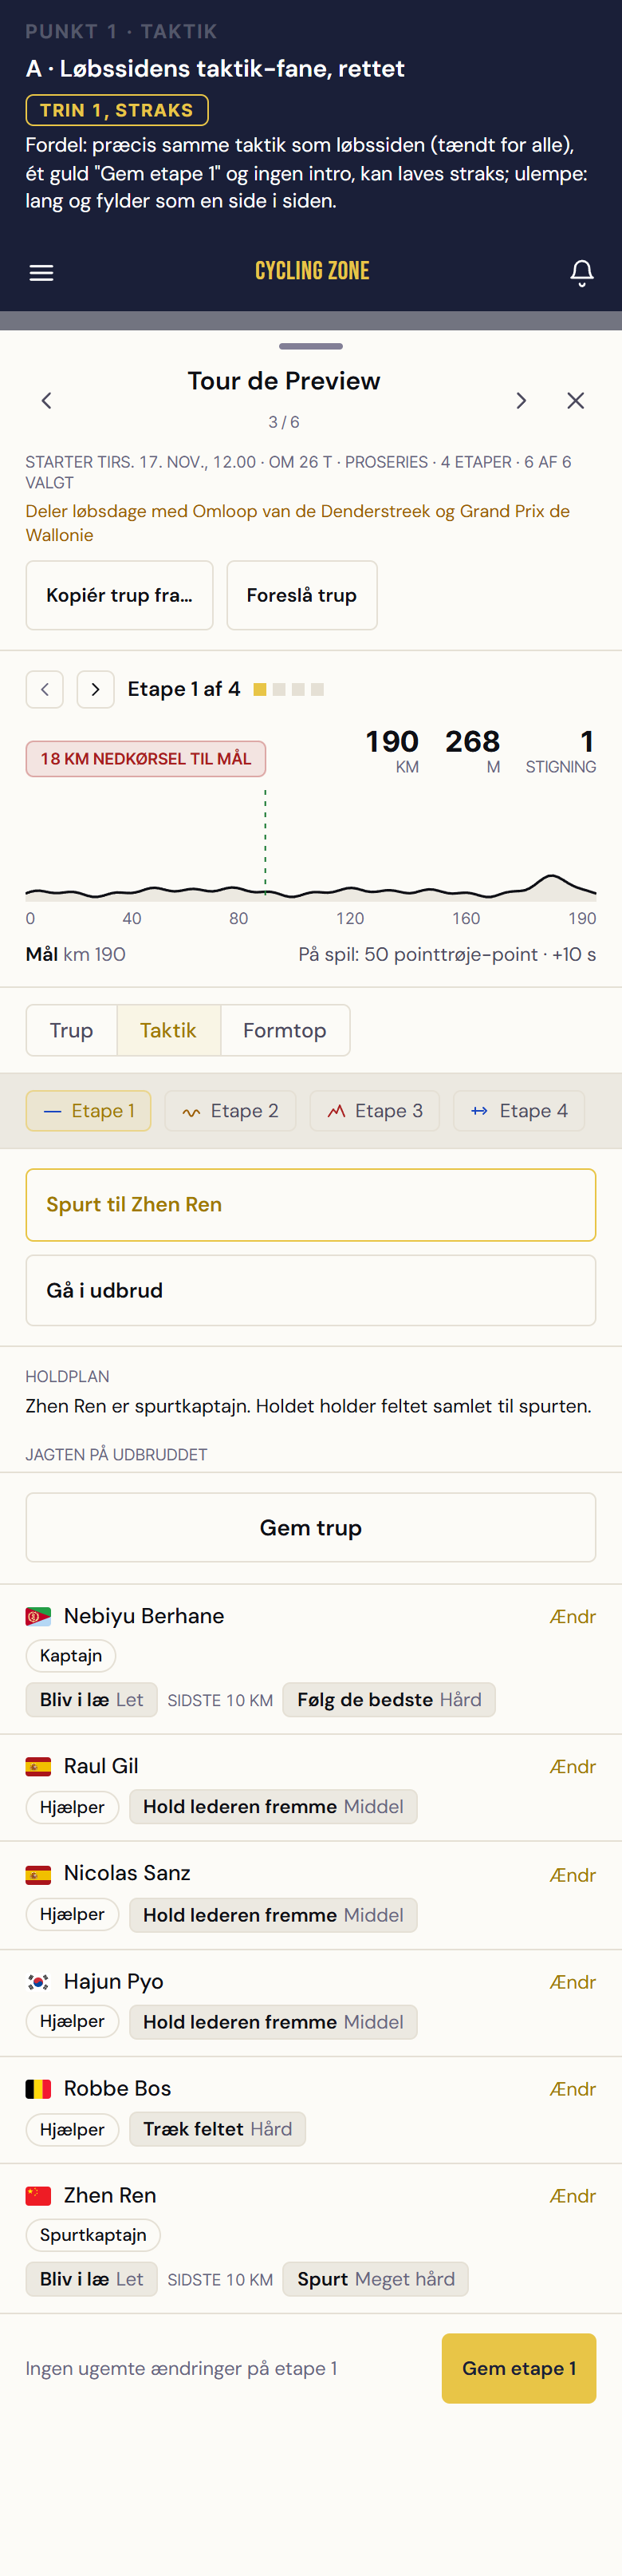 PUNKT 1 · TAKTIK
A · Løbssidens taktik-fane, rettet
TRIN 1, STRAKS
Fordel: præcis samme taktik som løbssiden (tændt for alle),
ét guld "Gem etape 1" og ingen intro, kan laves straks; ulempe:
lang og fylder som en side i siden.
CYCLING ZONE
Tour de Preview
3 / 6
STARTER TIRS. 17. NOV., 12.00 · OM 26 T · PROSERIES · 4 ETAPER · 6 AF 6
VALGT
Deler løbsdage med Omloop van de Denderstreek og Grand Prix de
Wallonie
Kopiér trup fra... Foreslå trup
Etape 1 af 4
18 KM NEDKØRSEL TIL MÅL
190 268 1
KM M STIGNING
0 40 80 120 160 190
Mål km 190 På spil: 50 pointtrøje-point · +10 s
Trup Taktik Formtop
Etape 1 Etape 2 Etape 3 Etape 4
Spurt til Zhen Ren
Gå i udbrud
HOLDPLAN
Zhen Ren er spurtkaptajn. Holdet holder feltet samlet til spurten.
JAGTEN PÅ UDBRUDDET
Gem trup
Nebiyu Berhane Ændr
Kaptajn
Bliv i læ Let SIDSTE 10 KM Følg de bedste Hård
Raul Gil Ændr
Hjælper Hold lederen fremme Middel
Nicolas Sanz Ændr
Hjælper Hold lederen fremme Middel
Hajun Pyo Ændr
Hjælper Hold lederen fremme Middel
Robbe Bos Ændr
Hjælper Træk feltet Hård
Zhen Ren Ændr
Spurtkaptajn
Bliv i læ Let SIDSTE 10 KM Spurt Meget hård
Ingen ugemte ændringer på etape 1 Gem etape 1